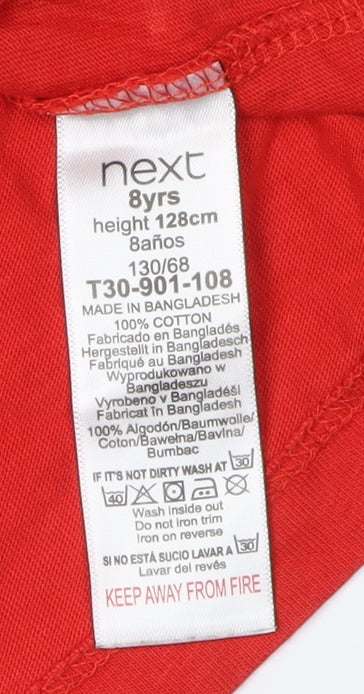 next
8yrs
height 128cm
8años
130/68
T30-901-108
MADE IN BANGLADESH
100% COTTON
Fabricado en Bangladés
Hergestellt in Bangladesch
Fabriqué au Bangladesh
Wyprodukowano w
Bangladeszu
Vyrobeno v Bangladéši
Fabricat în Bangladesh
100% Algodón/Baumwolle/
Coton/Bawełna/Bavlna/
Bumbac
IF IT'S NOT DIRTY WASH AT 30
40
Wash inside out
Do not iron trim
Iron on reverse
SI NO ESTÁ SUCIO LAVAR A 30
Lavar del revés
KEEP AWAY FROM FIRE